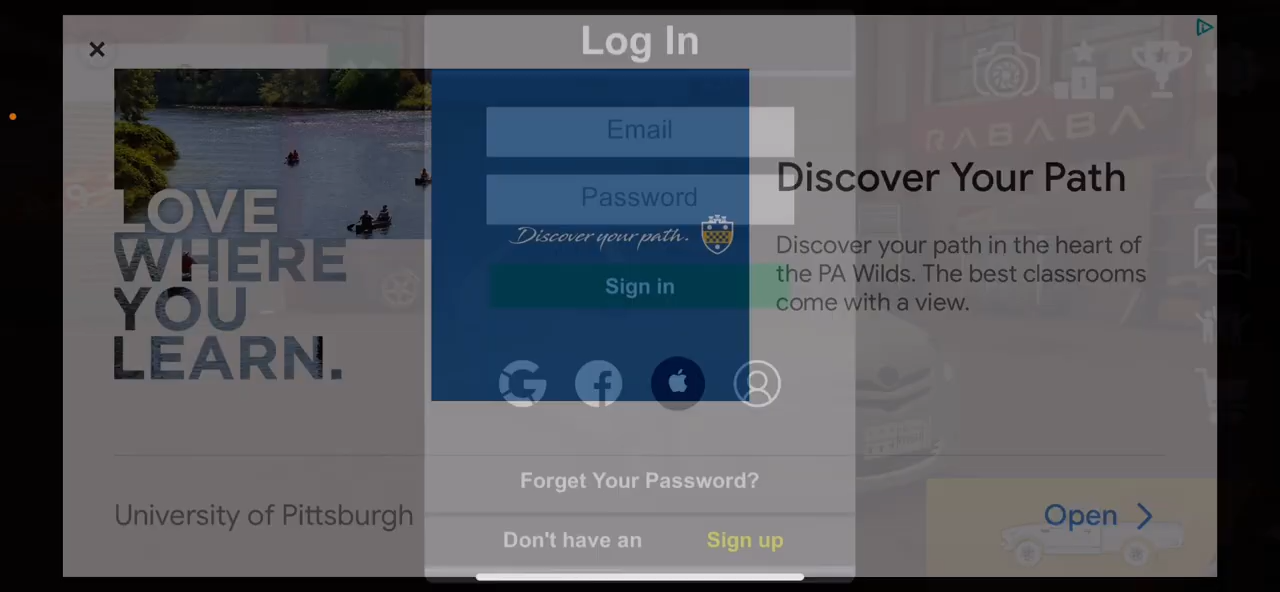 Log In
RABABA
Email
Password
Sign in
Forget Your Password?
Don't have an
Sign up
LOVE
WHERE
YOU
LEARN.
Discover your path.
Discover Your Path
Discover your path in the heart of
the PA Wilds. The best classrooms
come with a view.
University of Pittsburgh
Open